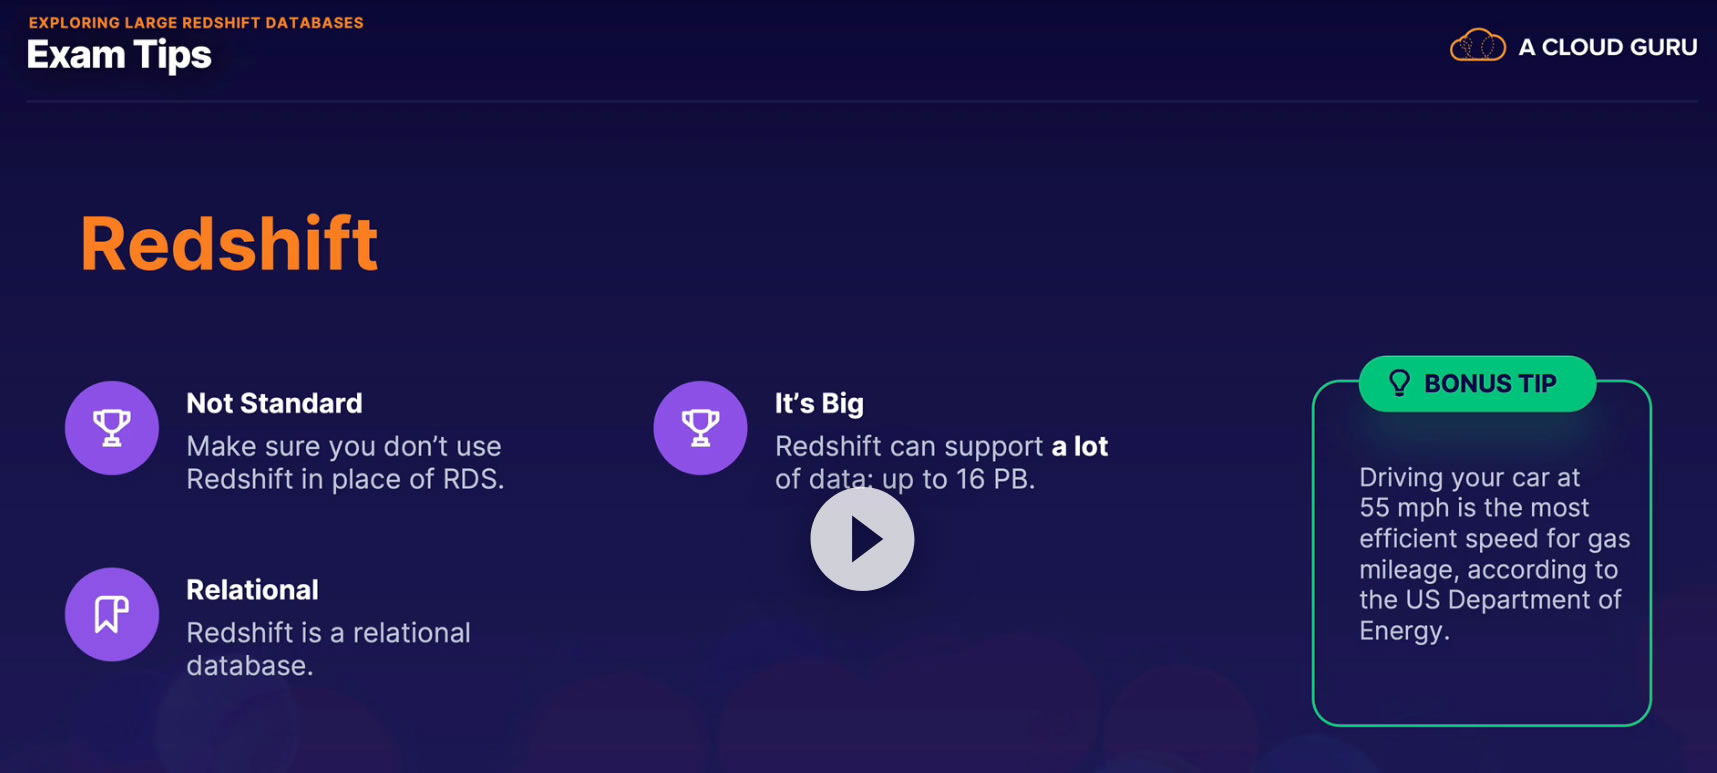 EXPLORING LARGE REDSHIFT DATABASES
Exam Tips
A CLOUD GURU
Redshift
Not Standard
Make sure you don’t use
Redshift in place of RDS.
It’s Big
Redshift can support a lot
of data: up to 16 PB.
Relational
Redshift is a relational
database.
BONUS TIP
Driving your car at
55 mph is the most
efficient speed for gas
mileage, according to
the US Department of
Energy.